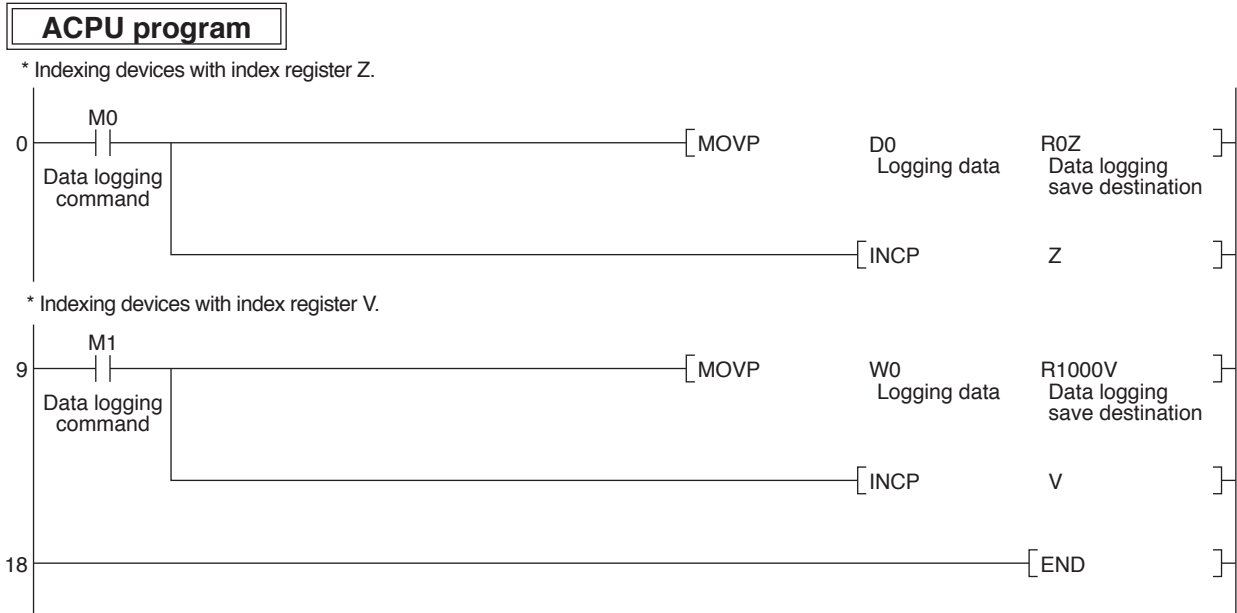 ACPU program
* Indexing devices with index register Z.
M0
0
MOVP D0 R0Z
Logging data Data logging
save destination
Data logging
command
INCP Z
* Indexing devices with index register V.
M1
9
MOVP W0 R1000V
Logging data Data logging
save destination
Data logging
command
INCP V
18
END